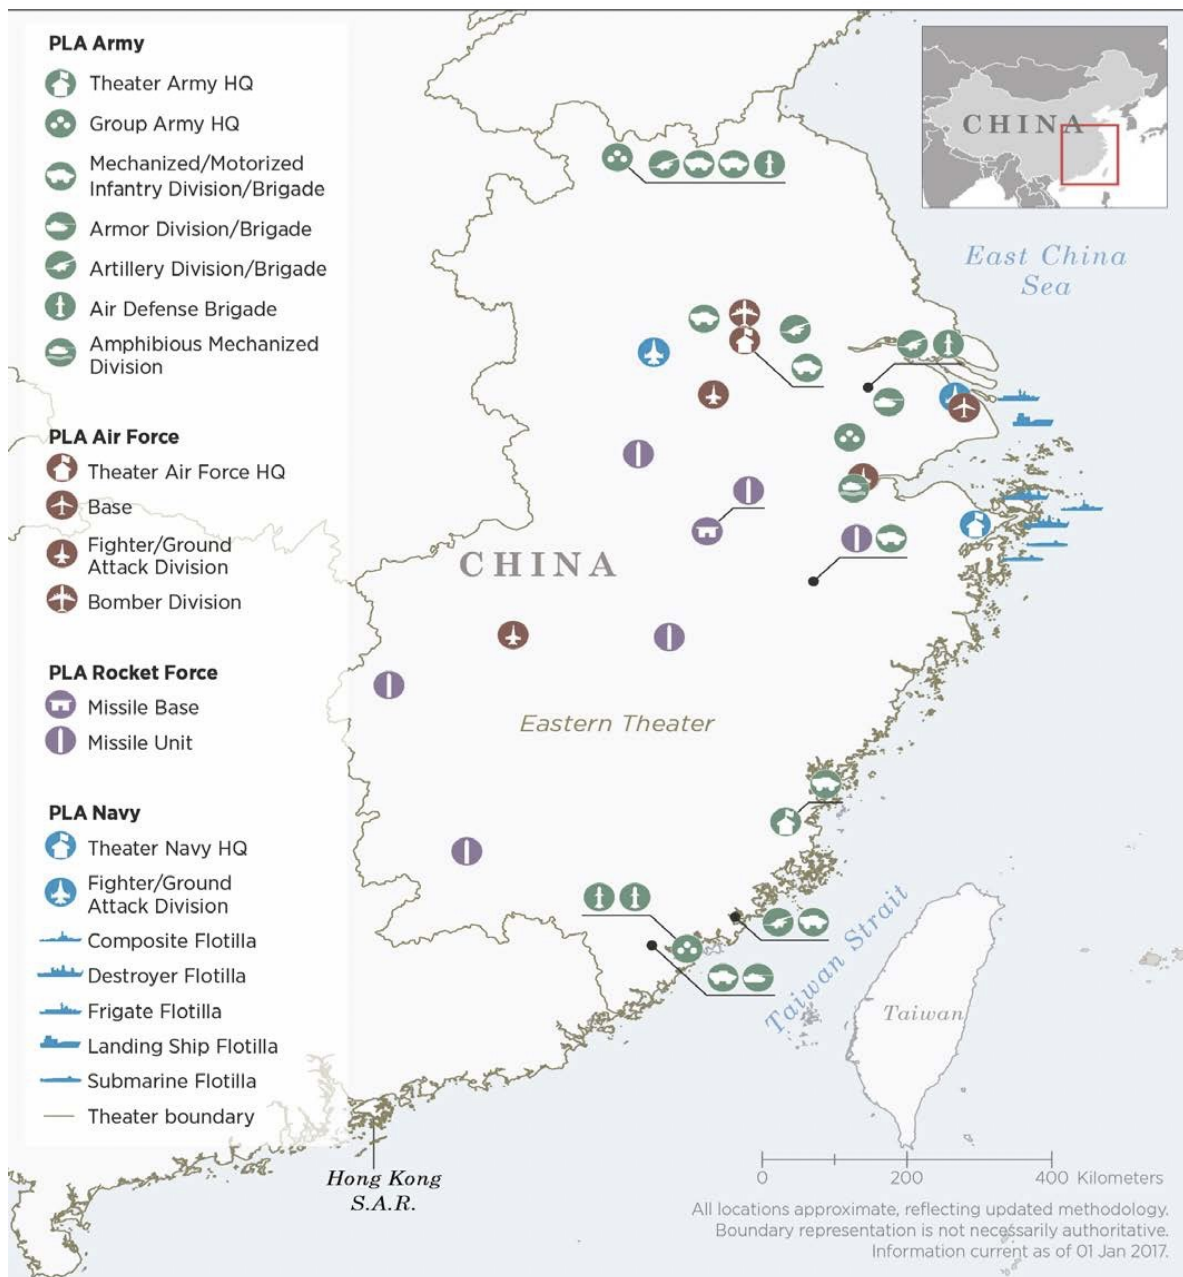 PLA Army
Theater Army HQ
Group Army HQ
Mechanized/Motorized
Infantry Division/Brigade
Armor Division/Brigade
Artillery Division/Brigade
Air Defense Brigade
Amphibious Mechanized
Division
PLA Air Force
Theater Air Force HQ
Base
Fighter/Ground
Attack Division
Bomber Division
PLA Rocket Force
Missile Base
Missile Unit
PLA Navy
Theater Navy HQ
Fighter/Ground
Attack Division
Composite Flotilla
Destroyer Flotilla
Frigate Flotilla
Landing Ship Flotilla
Submarine Flotilla
Theater boundary
CHINA
East China
Sea
CHINA
Eastern Theater
Taiwan Strait
Taiwan
Hong Kong
S.A.R.
0 200 400 Kilometers
All locations approximate, reflecting updated methodology.
Boundary representation is not necessarily authoritative.
Information current as of 01 Jan 2017.